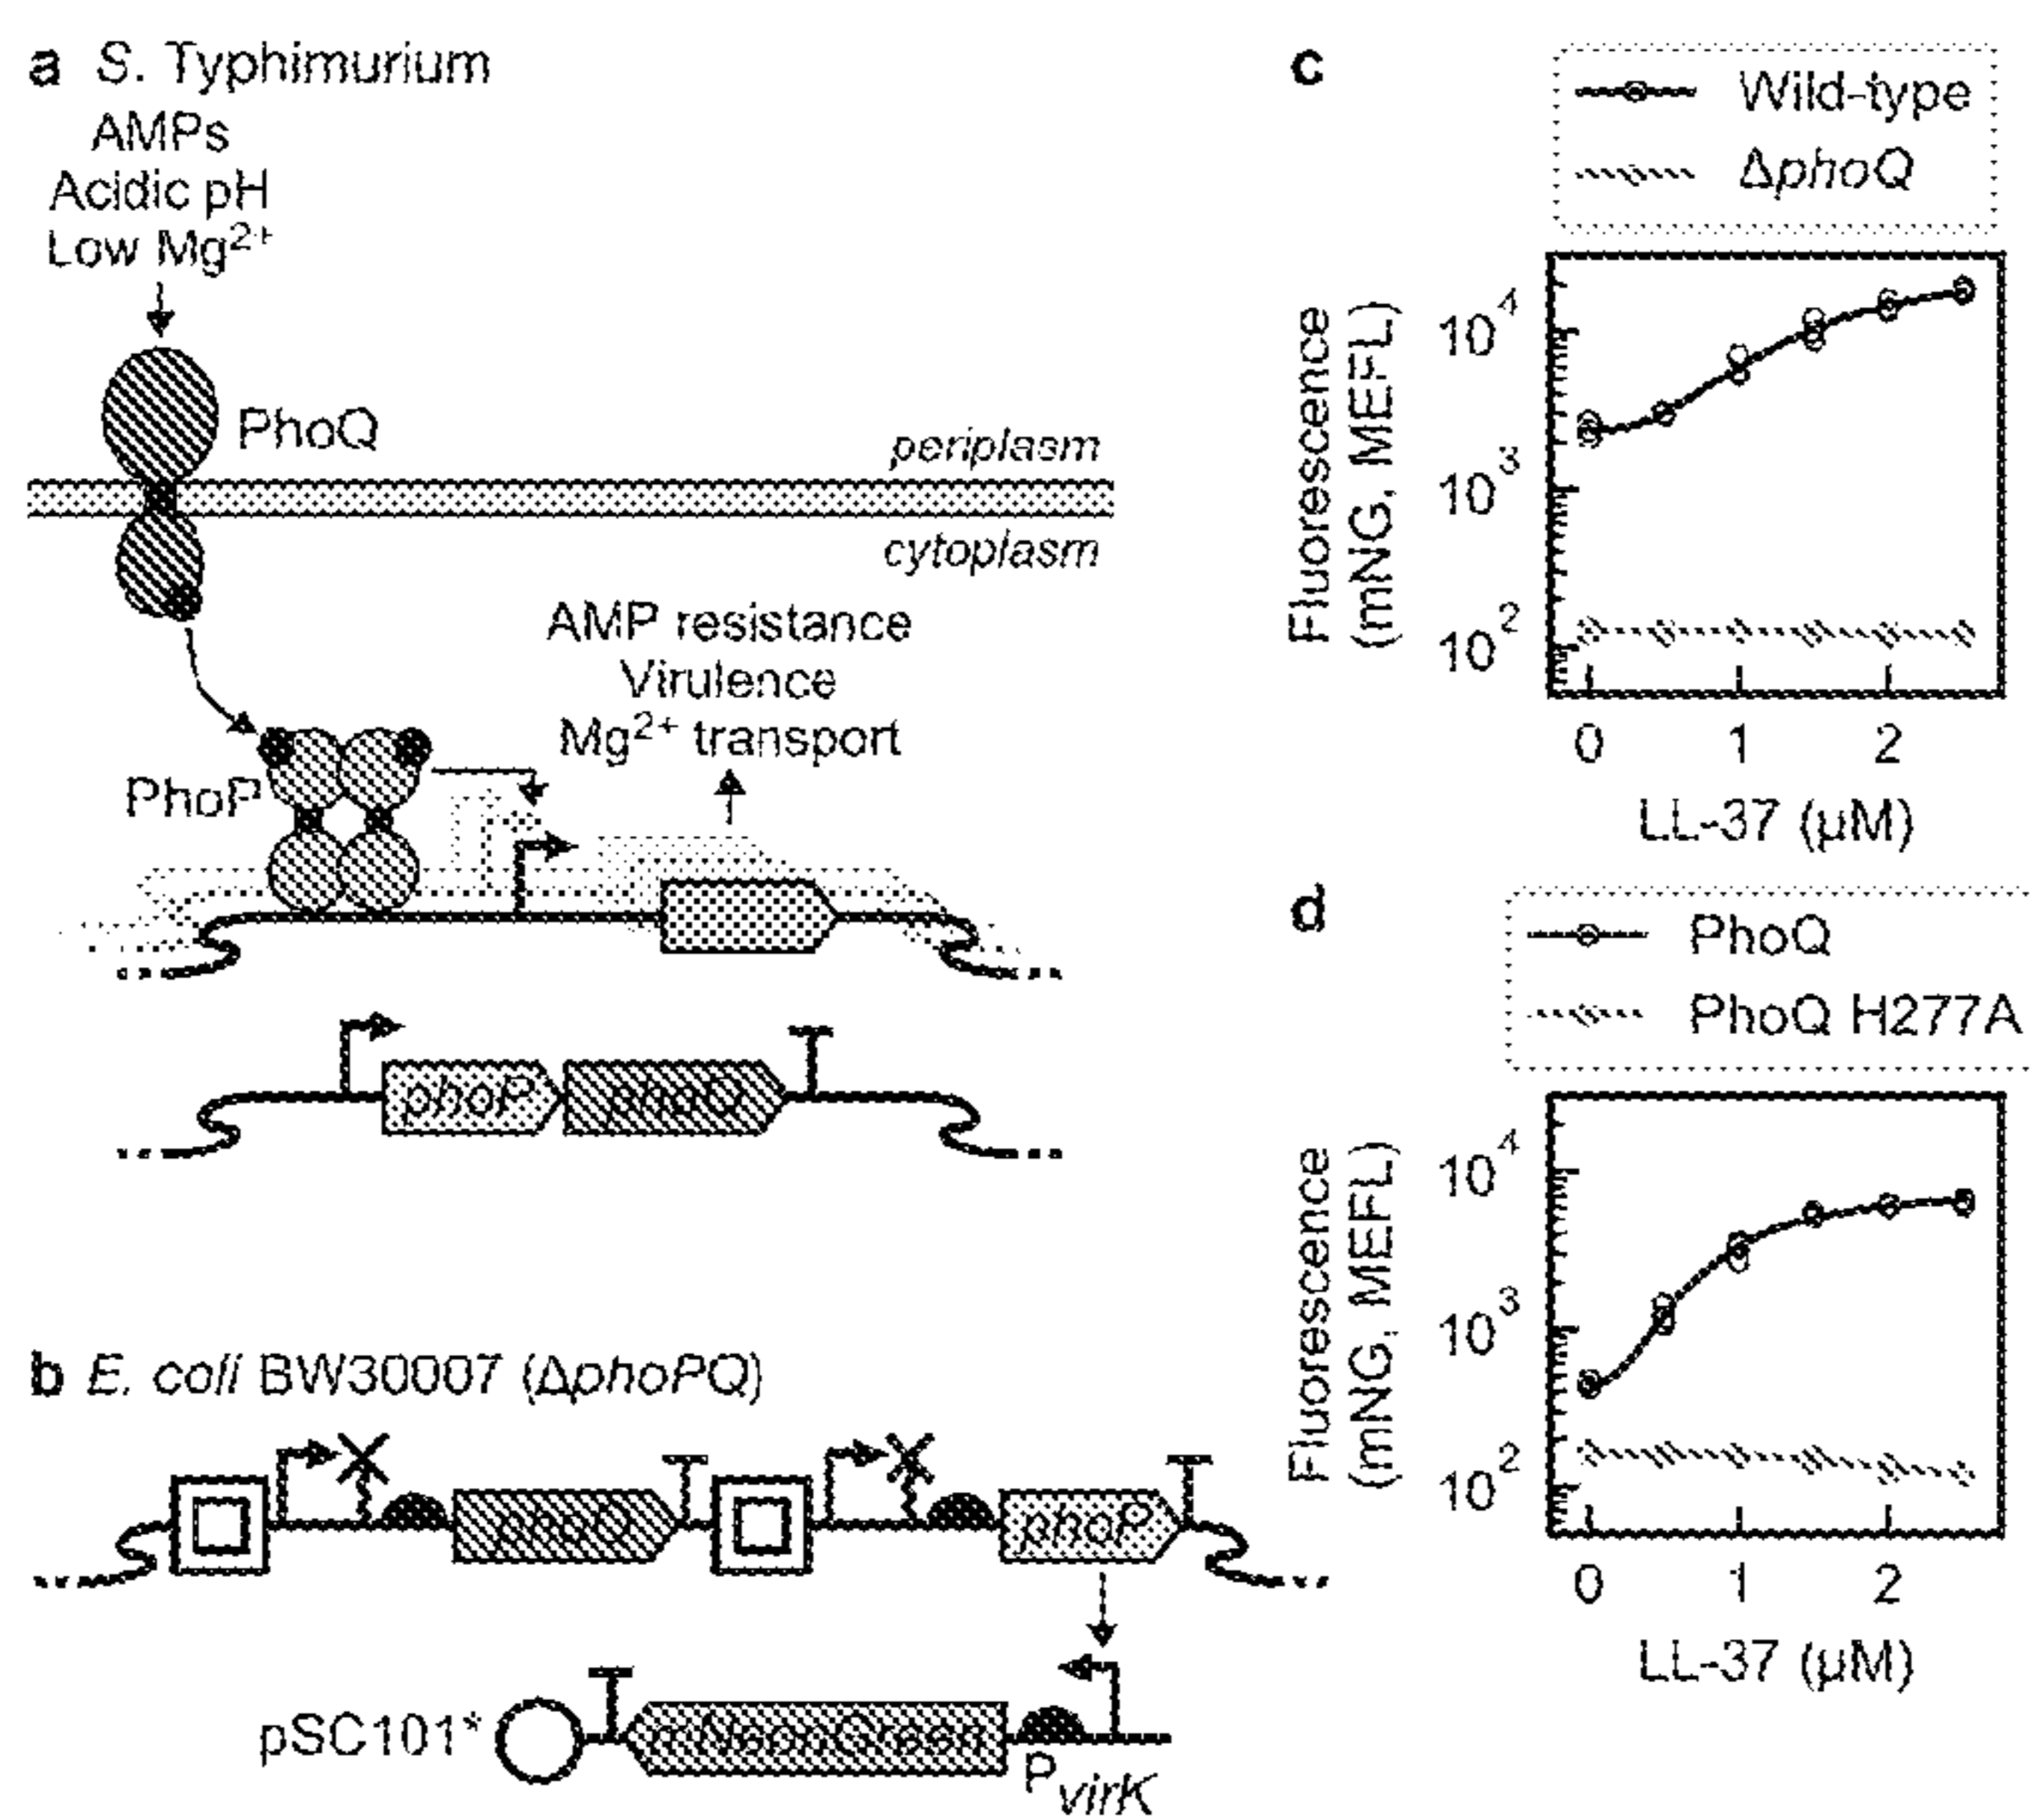 a S. Typhimurium
AMPs
Acidic pH
Low Mg2+
PhoQ
periplasm
cytoplasm
AMP resistance
Virulence
Mg2+ transport
PhoP
phoP phoQ
b E. coli BW30007 (ΔphoPQ)
phoQ phoP
pSC101* mNeonGreen
PvirK
c
Wild-type
ΔphoQ
Fluorescence
(mNG, MEFL)
10^4
10^3
10^2
0 1 2
LL-37 (µM)
d
PhoQ
PhoQ H277A
Fluorescence
(mNG, MEFL)
10^4
10^3
10^2
0 1 2
LL-37 (µM)